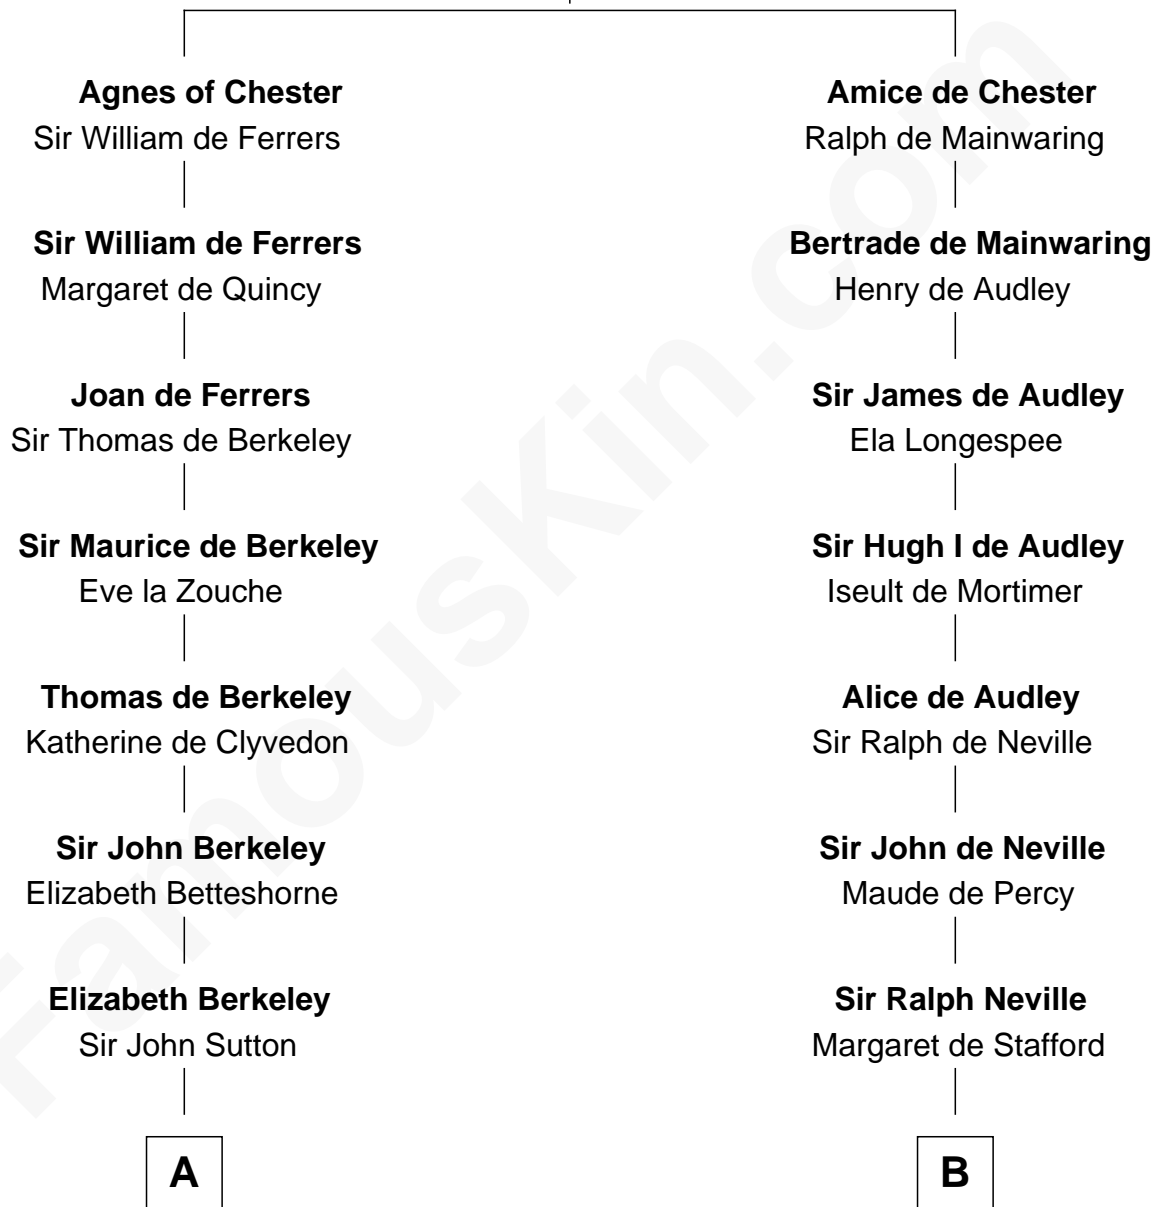 Agnes of Chester
Sir William de Ferrers
Sir William de Ferrers
Margaret de Quincy
Joan de Ferrers
Sir Thomas de Berkeley
Sir Maurice de Berkeley
Eve la Zouche
Thomas de Berkeley
Katherine de Clyvedon
Sir John Berkeley
Elizabeth Betteshorne
Elizabeth Berkeley
Sir John Sutton
A
Amice de Chester
Ralph de Mainwaring
Bertrade de Mainwaring
Henry de Audley
Sir James de Audley
Ela Longespee
Sir Hugh I de Audley
Iseult de Mortimer
Alice de Audley
Sir Ralph de Neville
Sir John de Neville
Maude de Percy
Sir Ralph Neville
Margaret de Stafford
B
FamousKin.com